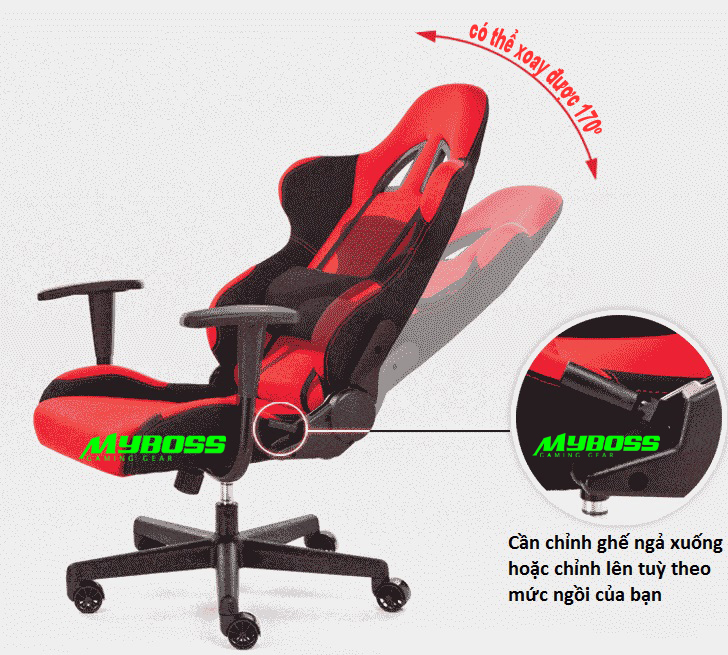 có thể xoay được 170º
MYBOSS
GAMING GEAR
MYBOSS
GAMING GEAR
Cần chỉnh ghế ngả xuống
hoặc chỉnh lên tuỳ theo
mức ngồi của bạn